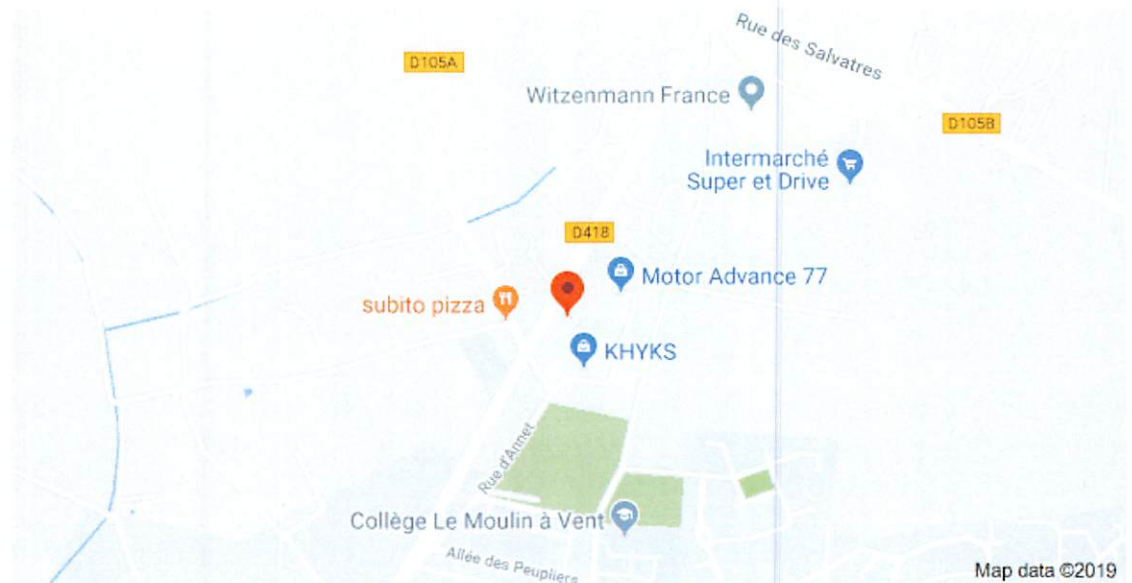 Rue des Salvatres
D105A
Witzenmann France
D105B
Intermarché
Super et Drive
D418
Motor Advance 77
subito pizza
KHYKS
Rue d'Annet
Collège Le Moulin à Vent
Allée des Peupliers
Map data ©2019